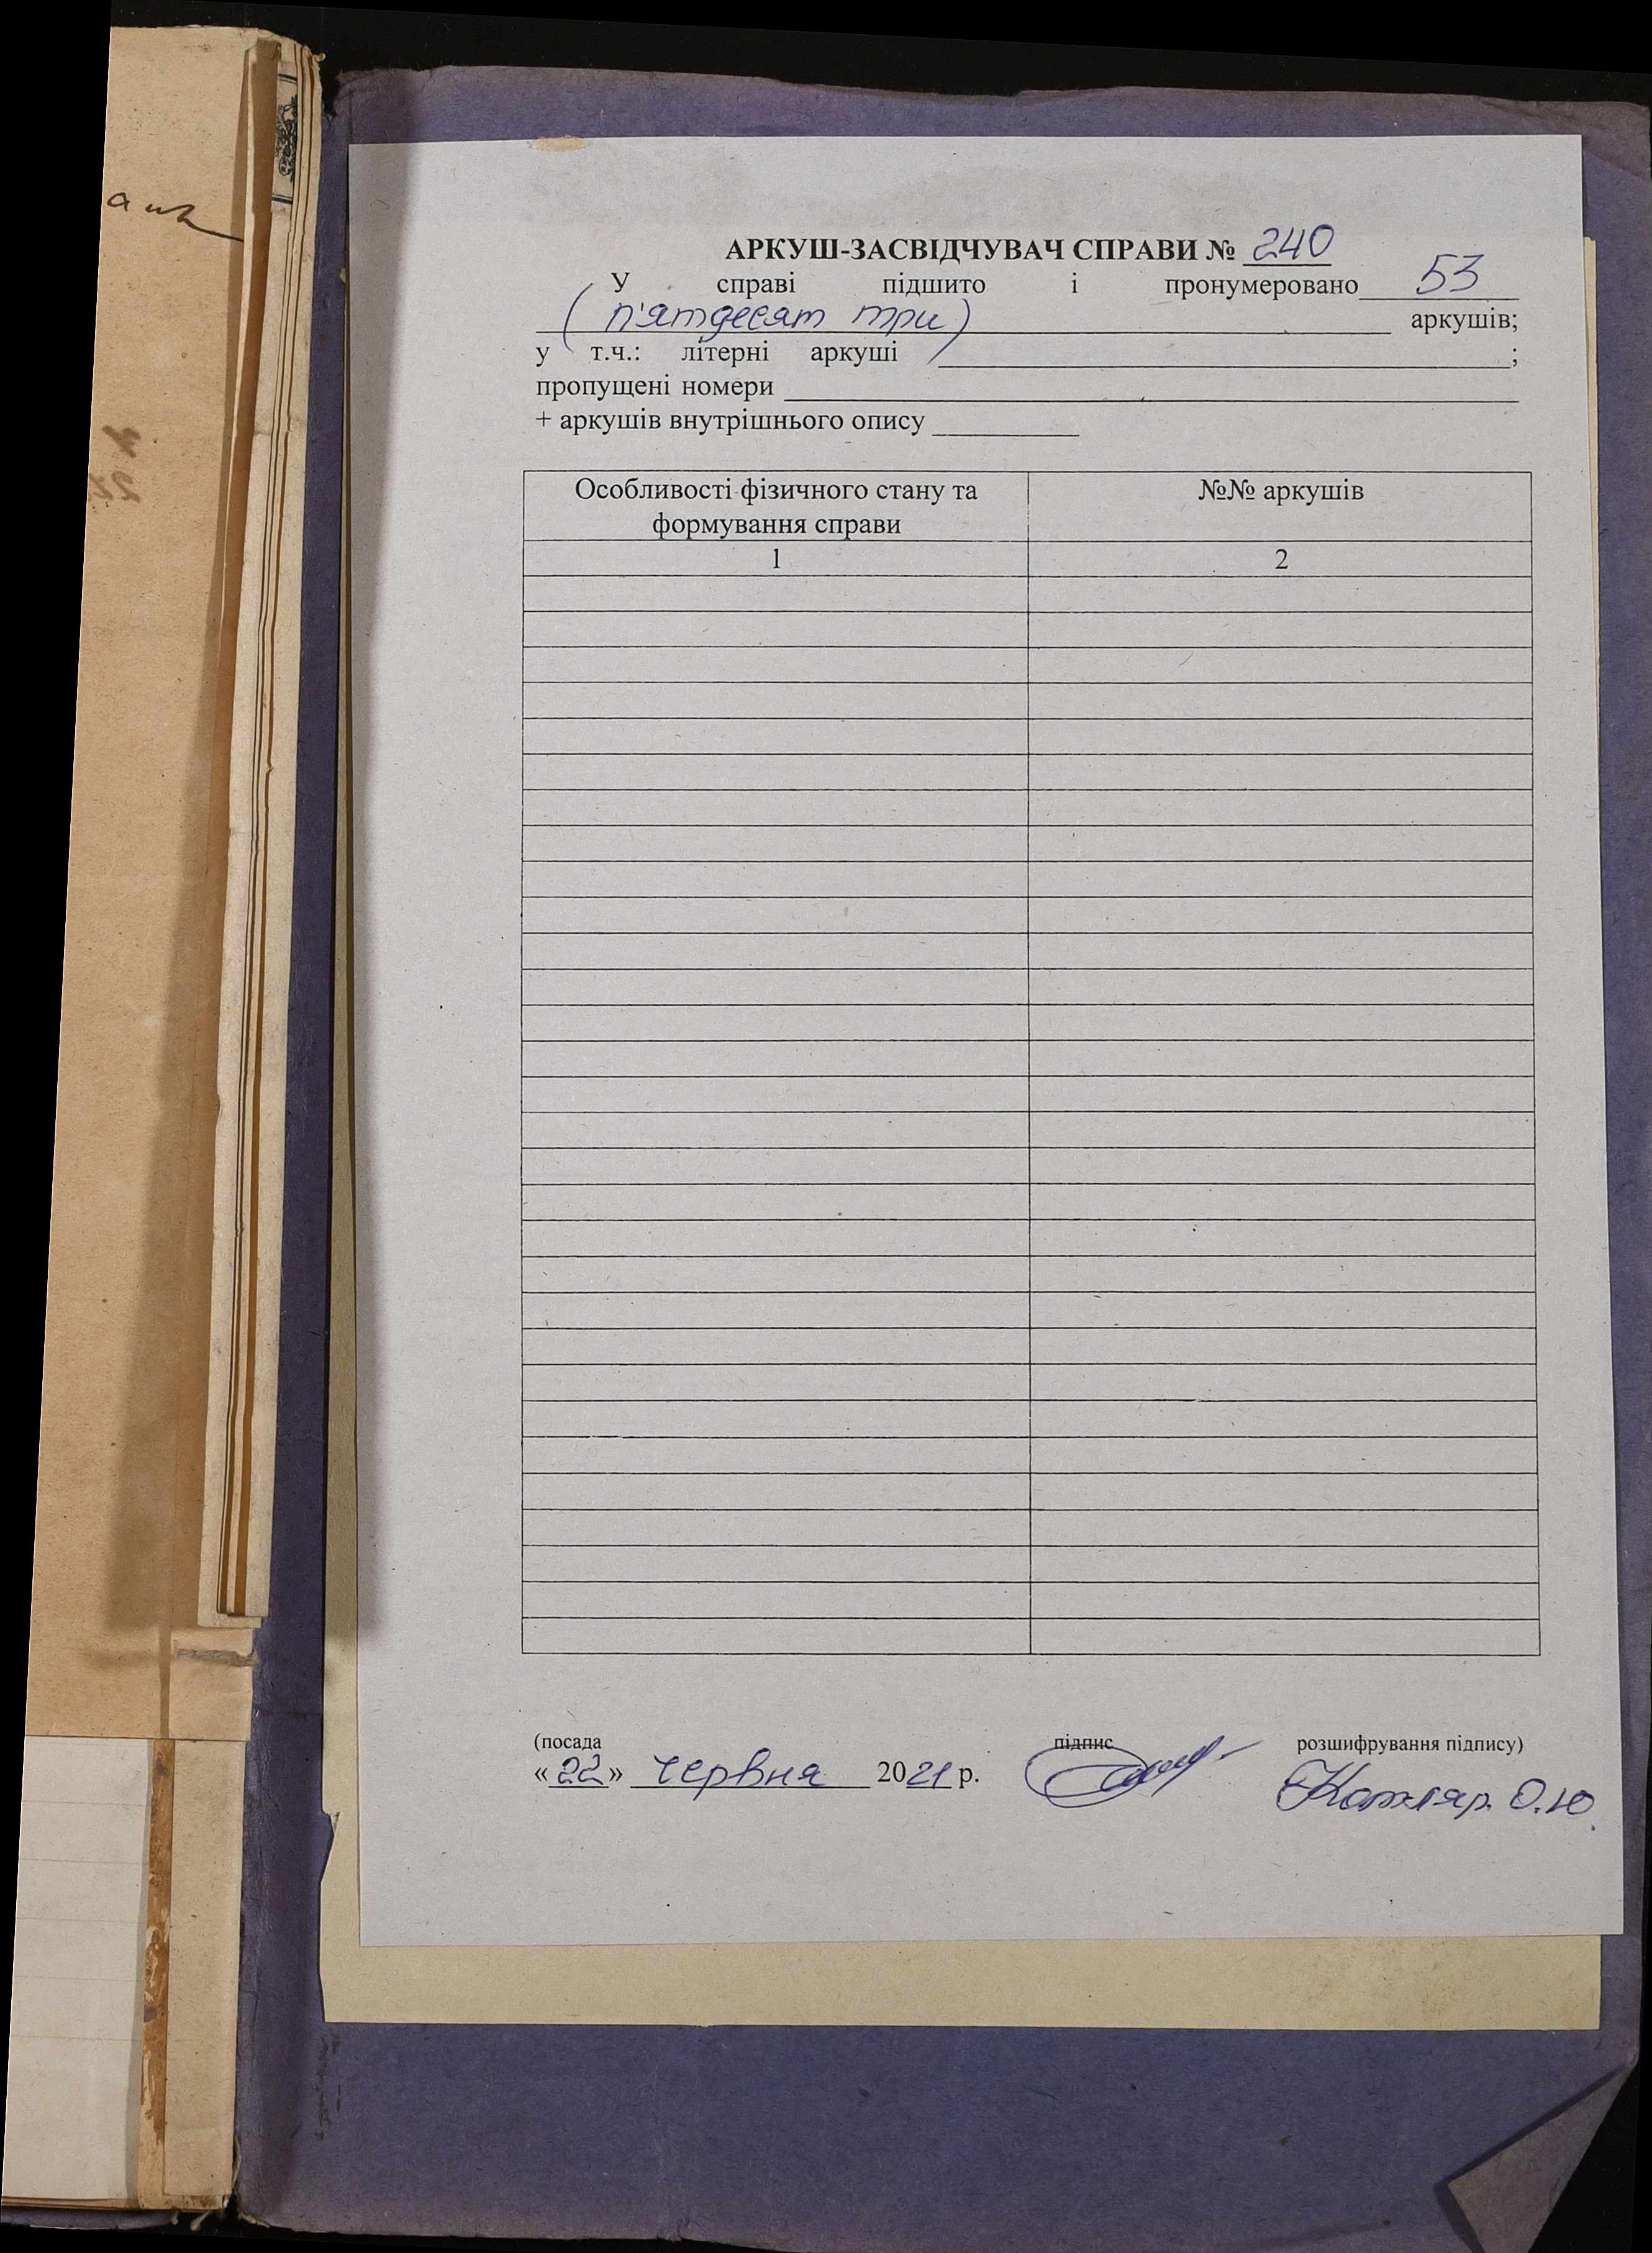 АРКУШ-ЗАСВІДЧУВАЧ СПРАВИ № 240
У справі підшито і пронумеровано 53
(п'ятдесят три) аркушів;
у т.ч.: літерні аркуші ;
пропущені номери
+ аркушів внутрішнього опису
Особливості фізичного стану та
формування справи
№№ аркушів
1 2
(посада підпис розшифрування підпису)
«22» червня 2021 р.
Котляр О.Ю.